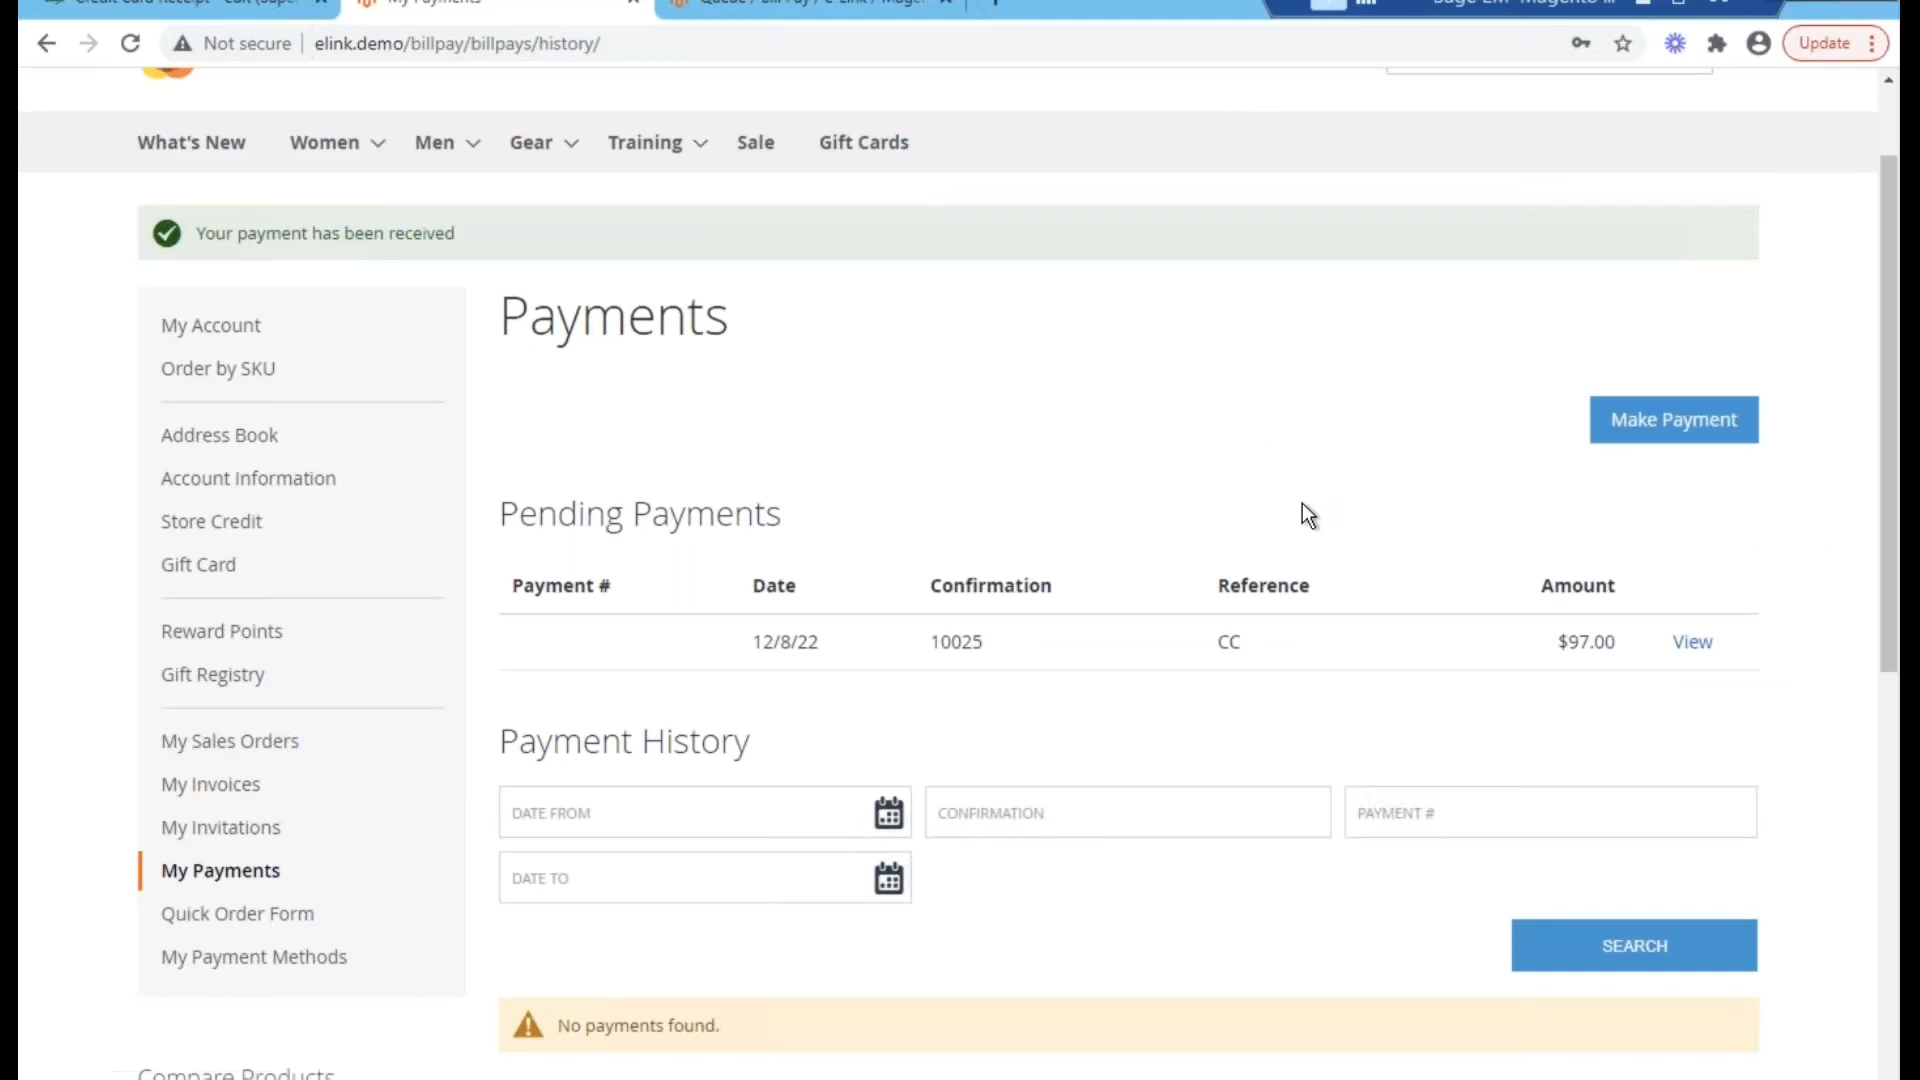 My Payments
Not secure
elink.demo/billpay/billpays/history/
Update
What's New
Women
Men
Gear
Training
Sale
Gift Cards
Your payment has been received
My Account
Order by SKU
Address Book
Account Information
Store Credit
Gift Card
Reward Points
Gift Registry
My Sales Orders
My Invoices
My Invitations
My Payments
Quick Order Form
My Payment Methods
Compare Products
Payments
Make Payment
Pending Payments
Payment # Date Confirmation Reference Amount
12/8/22 10025 CC $97.00 View
Payment History
DATE FROM
CONFIRMATION
PAYMENT #
DATE TO
SEARCH
No payments found.